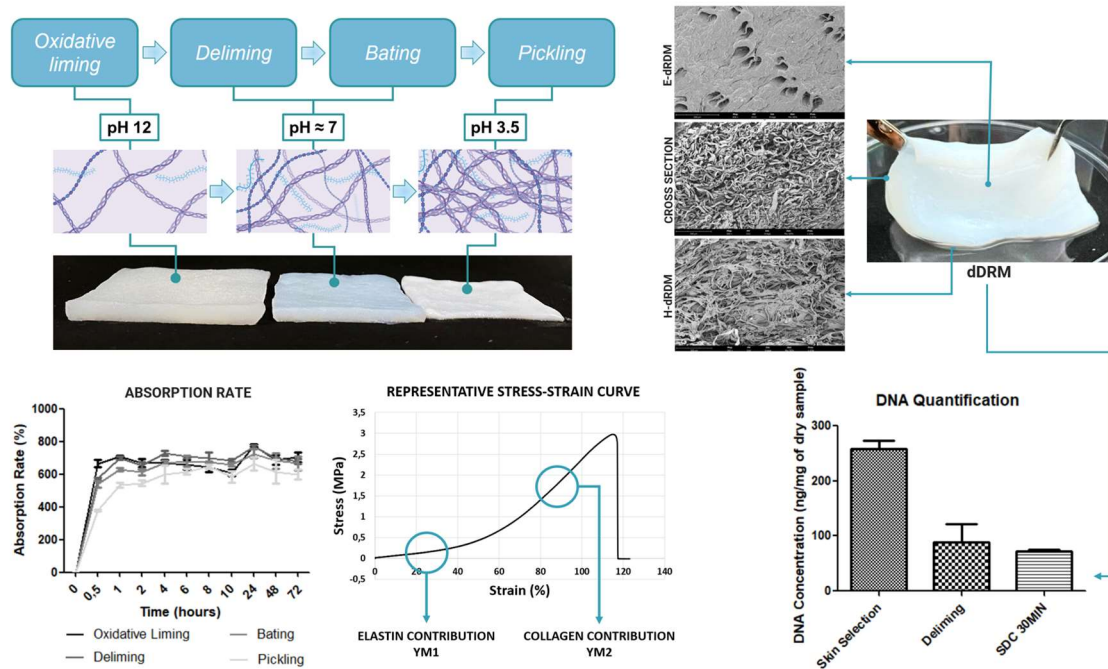 Oxidative
liming
Deliming
Bating
Pickling
pH 12
pH ≈ 7
pH 3.5
E-dRDM
CROSS SECTION
H-dRDM
dDRM
ABSORPTION RATE
Absorption Rate (%)
1000
800
600
400
200
0
0
0,5
1
2
4
6
8
10
24
48
72
Time (hours)
Oxidative Liming
Bating
Deliming
Pickling
REPRESENTATIVE STRESS-STRAIN CURVE
Stress (MPa)
3,5
3
2,5
2
1,5
1
0,5
0
-0,5
0
20
40
60
80
100
120
140
Strain (%)
ELASTIN CONTRIBUTION
YM1
COLLAGEN CONTRIBUTION
YM2
DNA Quantification
DNA Concentration (ng/mg of dry sample)
300
200
100
0
Skin Selection
Deliming
SDC 30MIN